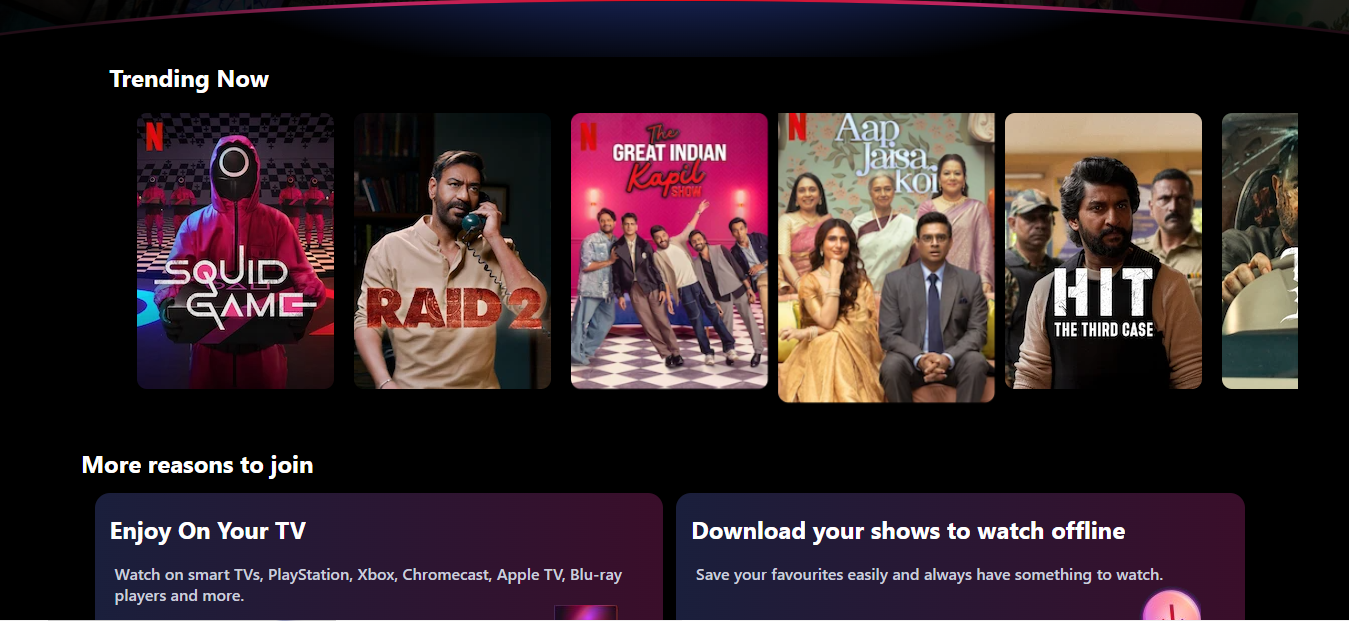 Trending Now
N
SQUID
GAME
RAID 2
N
The
GREAT INDIAN
Kapil
SHOW
N
Aap
Jaisa
Koi
HIT
THE THIRD CASE
More reasons to join
Enjoy On Your TV
Watch on smart TVs, PlayStation, Xbox, Chromecast, Apple TV, Blu-ray
players and more.
Download your shows to watch offline
Save your favourites easily and always have something to watch.